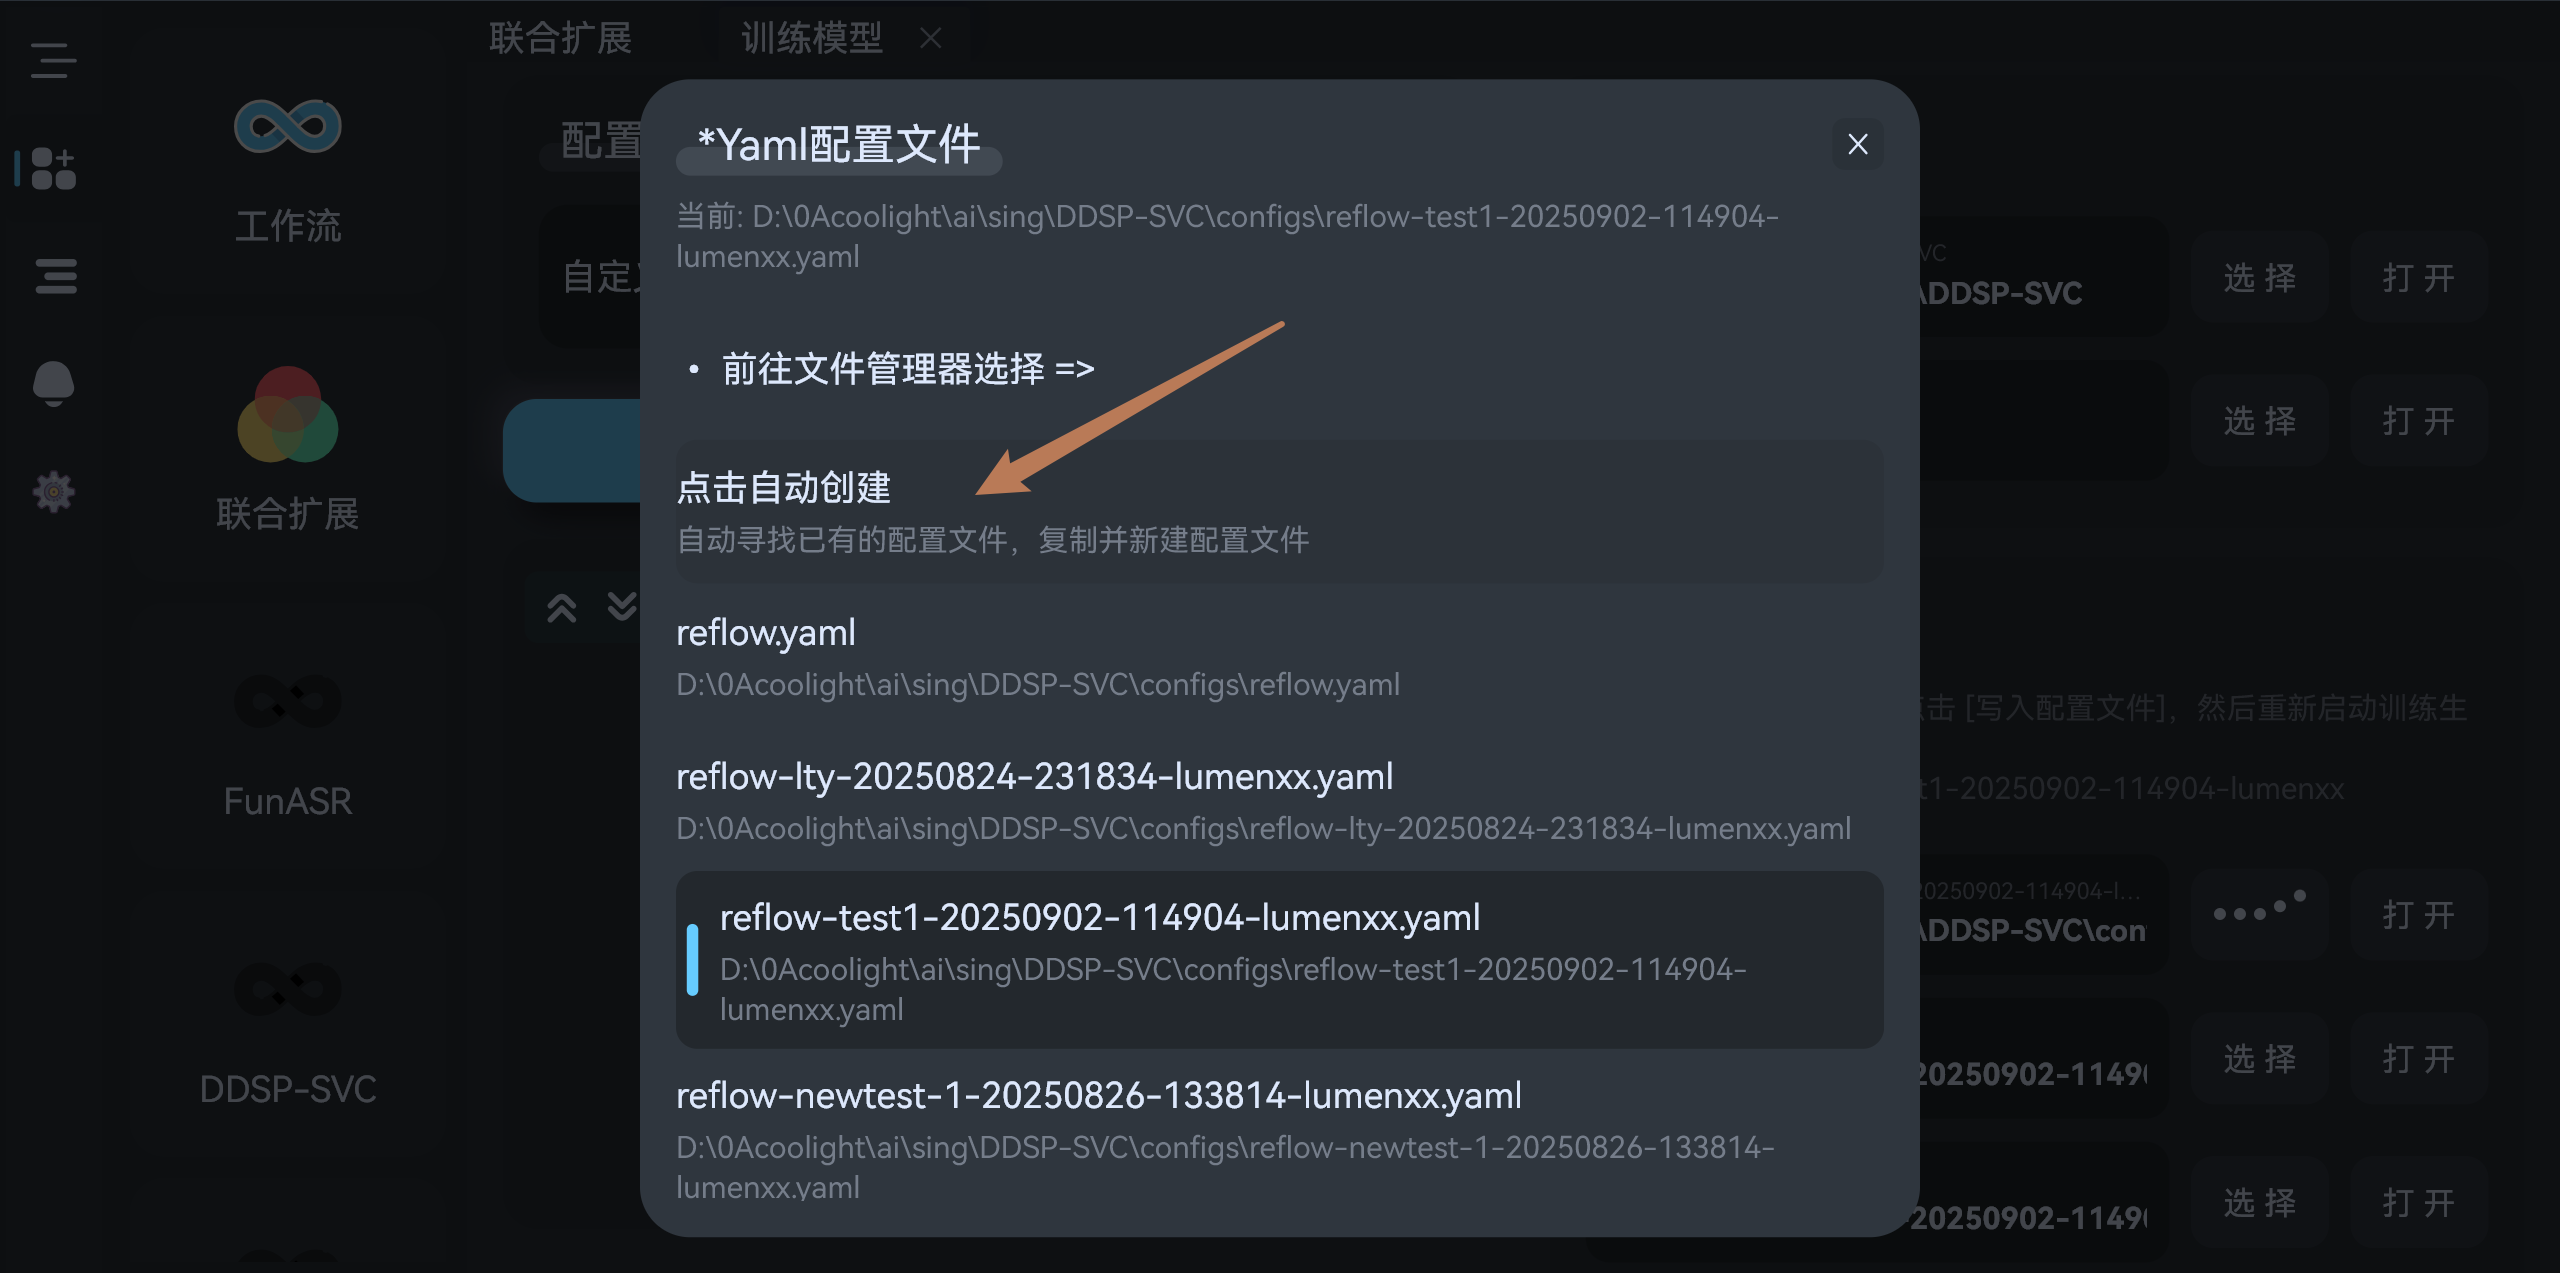 联合扩展
训练模型
工作流
联合扩展
FunASR
DDSP-SVC
配置
自定
*Yaml配置文件
当前: D:\0Acoolight\ai\sing\DDSP-SVC\configs\reflow-test1-20250902-114904-
lumenxx.yaml
• 前往文件管理器选择 =>
点击自动创建
自动寻找已有的配置文件，复制并新建配置文件
reflow.yaml
D:\0Acoolight\ai\sing\DDSP-SVC\configs\reflow.yaml
reflow-lty-20250824-231834-lumenxx.yaml
D:\0Acoolight\ai\sing\DDSP-SVC\configs\reflow-lty-20250824-231834-lumenxx.yaml
reflow-test1-20250902-114904-lumenxx.yaml
D:\0Acoolight\ai\sing\DDSP-SVC\configs\reflow-test1-20250902-114904-
lumenxx.yaml
reflow-newtest-1-20250826-133814-lumenxx.yaml
D:\0Acoolight\ai\sing\DDSP-SVC\configs\reflow-newtest-1-20250826-133814-
lumenxx.yaml
VC
\DDSP-SVC
选择
打开
选择
打开
击 [写入配置文件]，然后重新启动训练生
t1-20250902-114904-lumenxx
20250902-114904-l...
\DDSP-SVC\con
打开
20250902-1149
选择
打开
-20250902-1149
选择
打开